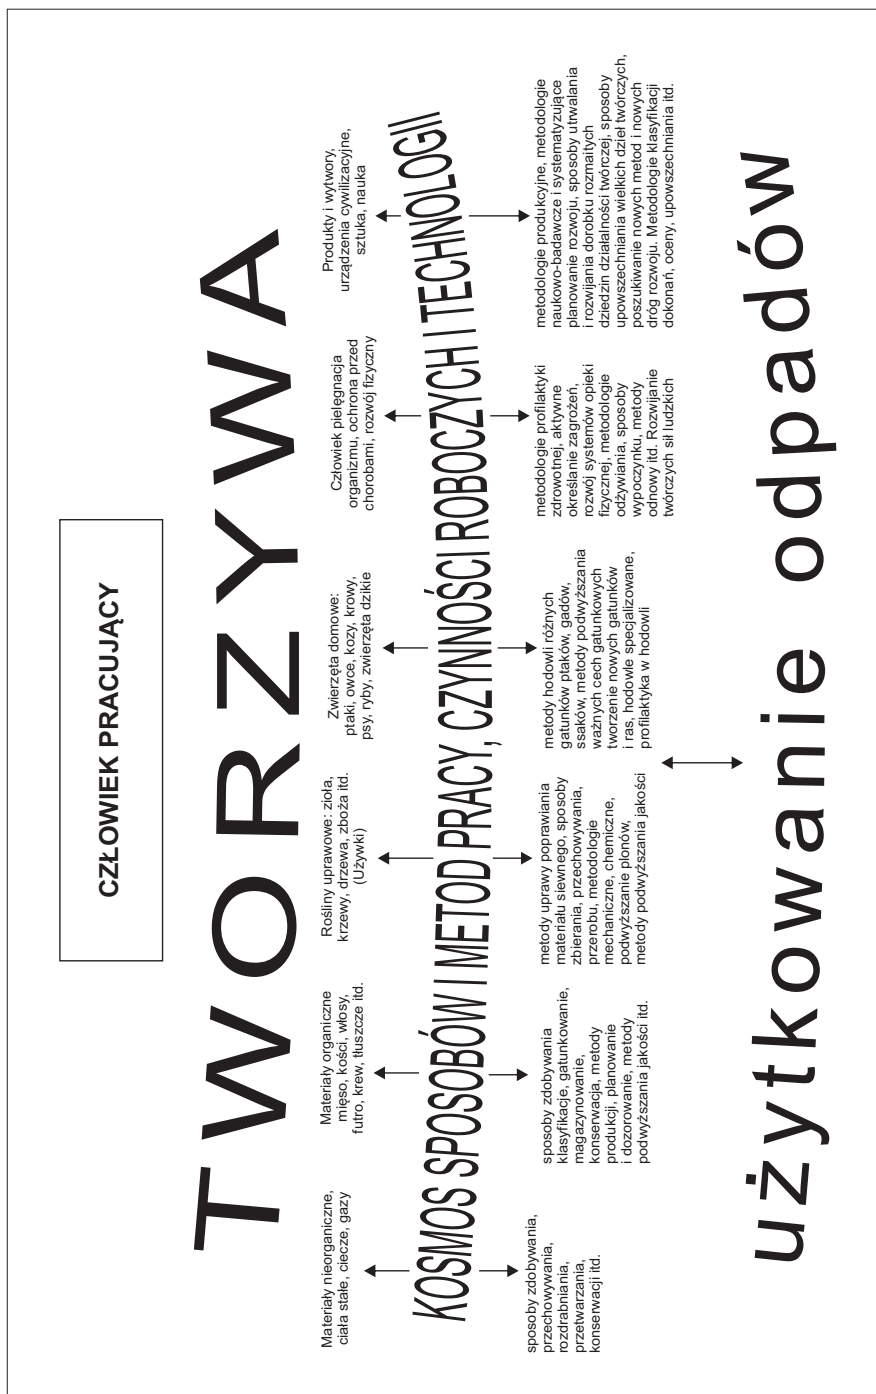 CZŁOWIEK PRACUJĄCY
TWORZYWA
Materiały nieorganiczne,
ciała stałe, ciecze, gazy
Materiały organiczne
mięso, kości, włosy,
futro, krew, tłuszcze itd.
Rośliny uprawowe: zioła,
krzewy, drzewa, zboża itd.
(Używki)
Zwierzęta domowe:
ptaki, owce, kozy, krowy,
psy, ryby, zwierzęta dzikie
Człowiek pielęgnacja
organizmu, ochrona przed
chorobami, rozwój fizyczny
Produkty i wytwory,
urządzenia cywilizacyjne,
sztuka, nauka
KOSMOS SPOSOBÓW I METOD PRACY, CZYNNOŚCI ROBOCZYCH I TECHNOLOGII
sposoby zdobywania,
przechowywania,
rozdrabniania,
przetwarzania,
konserwacji itd.
sposoby zdobywania
klasyfikacje, gatunkowanie,
magazynowanie,
konserwacja, metody
produkcji, planowanie
i dozorowanie, metody
podwyższania jakości itd.
metody uprawy poprawiania
materiału siewnego, sposoby
zbierania, przechowywania,
przerobu, metodologie
mechaniczne, chemiczne,
podwyższanie plonów,
metody podwyższania jakości
metody hodowli różnych
gatunków ptaków, gadów,
ssaków, metody podwyższania
ważnych cech gatunkowych
tworzenie nowych gatunków
i ras, hodowle specjalizowane,
profilaktyka w hodowli
metodologie profilaktyki
zdrowotnej, aktywne
określanie zagrożeń,
rozwój systemów opieki
fizycznej, metodologie
odżywiania, sposoby
wypoczynku, metody
odnowy itd. Rozwijanie
twórczych sił ludzkich
metodologie produkcyjne, metodologie
naukowo-badawcze i systematyzujące
planowanie rozwoju, sposoby utrwalania
i rozwijania dorobku rozmaitych
dziedzin działalności twórczej, sposoby
upowszechniania wielkich dzieł twórczych,
poszukiwanie nowych metod i nowych
dróg rozwoju. Metodologie klasyfikacji
dokonań, oceny, upowszechniania itd.
użytkowanie odpadów